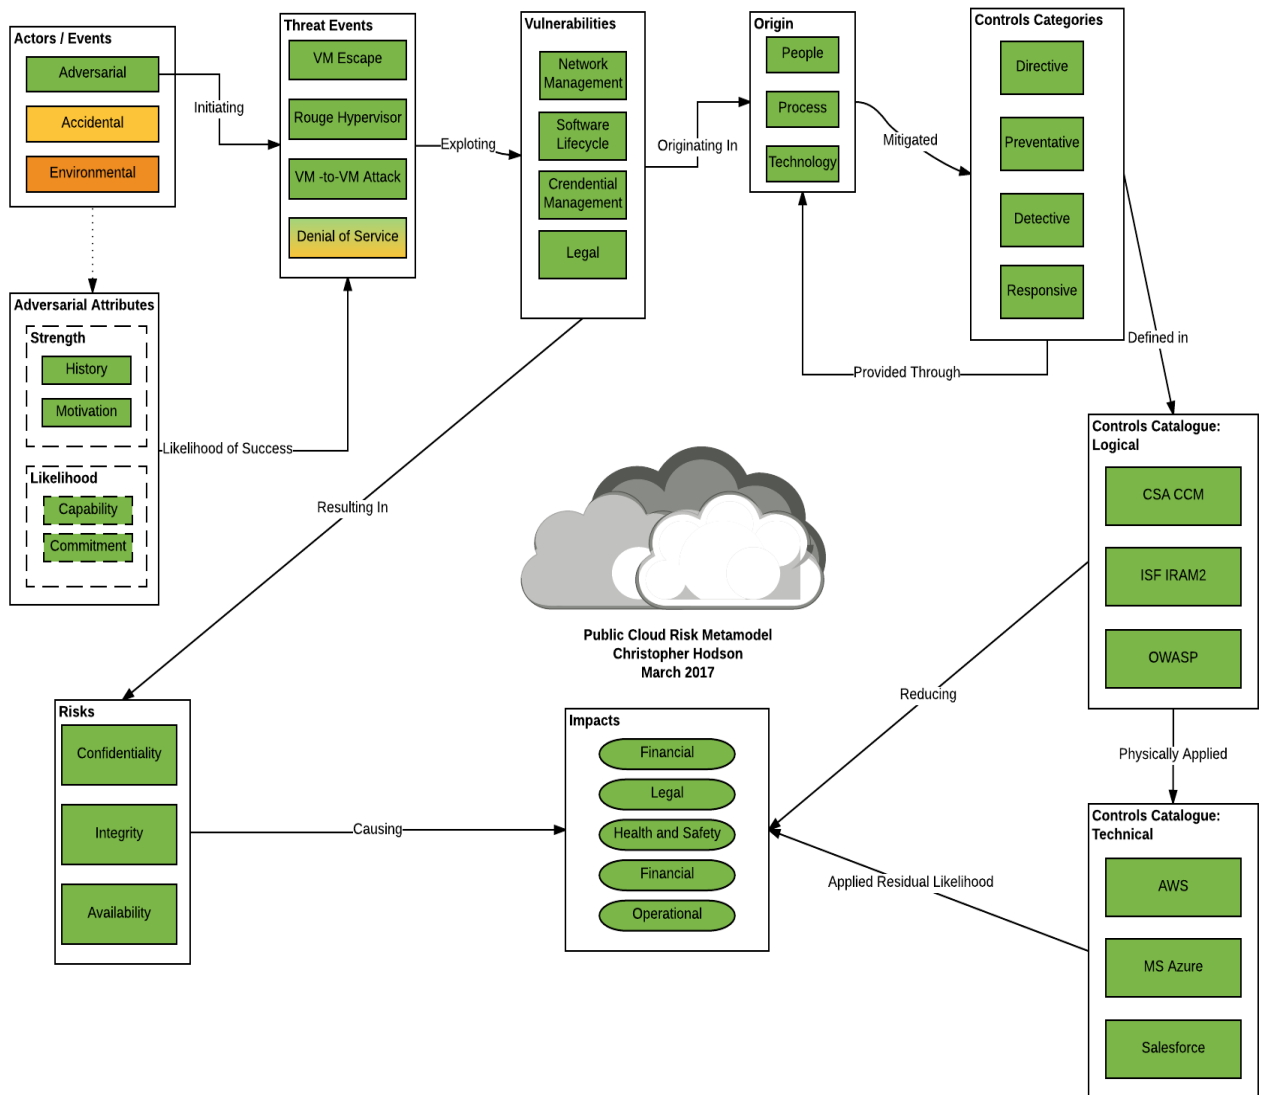 Actors / Events
Adversarial
Accidental
Environmental
Initiating
Threat Events
VM Escape
Rouge Hypervisor
VM -to-VM Attack
Denial of Service
Exploting
Vulnerabilities
Network
Management
Software
Lifecycle
Crendential
Management
Legal
Originating In
Origin
People
Process
Technology
Mitigated
Controls Categories
Directive
Preventative
Detective
Responsive
Provided Through
Defined in
Adversarial Attributes
Strength
History
Motivation
Likelihood
Capability
Commitment
Likelihood of Success
Resulting In
Public Cloud Risk Metamodel
Christopher Hodson
March 2017
Controls Catalogue:
Logical
CSA CCM
ISF IRAM2
OWASP
Reducing
Physically Applied
Risks
Confidentiality
Integrity
Availability
Causing
Impacts
Financial
Legal
Health and Safety
Financial
Operational
Applied Residual Likelihood
Controls Catalogue:
Technical
AWS
MS Azure
Salesforce